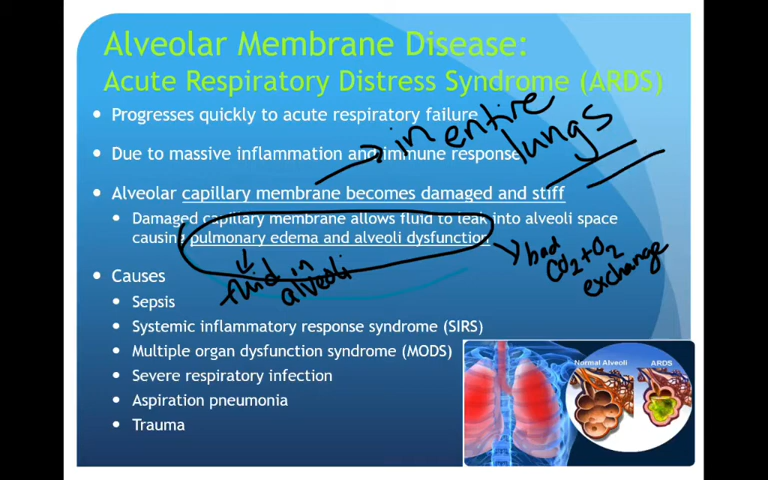 Alveolar Membrane Disease:
Acute Respiratory Distress Syndrome (ARDS)
Progresses quickly to acute respiratory failure
in entire
lungs
Due to massive inflammation and immune response
Alveolar capillary membrane becomes damaged and stiff
Damaged capillary membrane allows fluid to leak into alveoli space
causing pulmonary edema and alveoli dysfunction
fluid in
alveoli
bad
CO2+O2
exchange
Causes
Sepsis
Systemic inflammatory response syndrome (SIRS)
Multiple organ dysfunction syndrome (MODS)
Severe respiratory infection
Aspiration pneumonia
Trauma
Normal Alveoli
ARDS